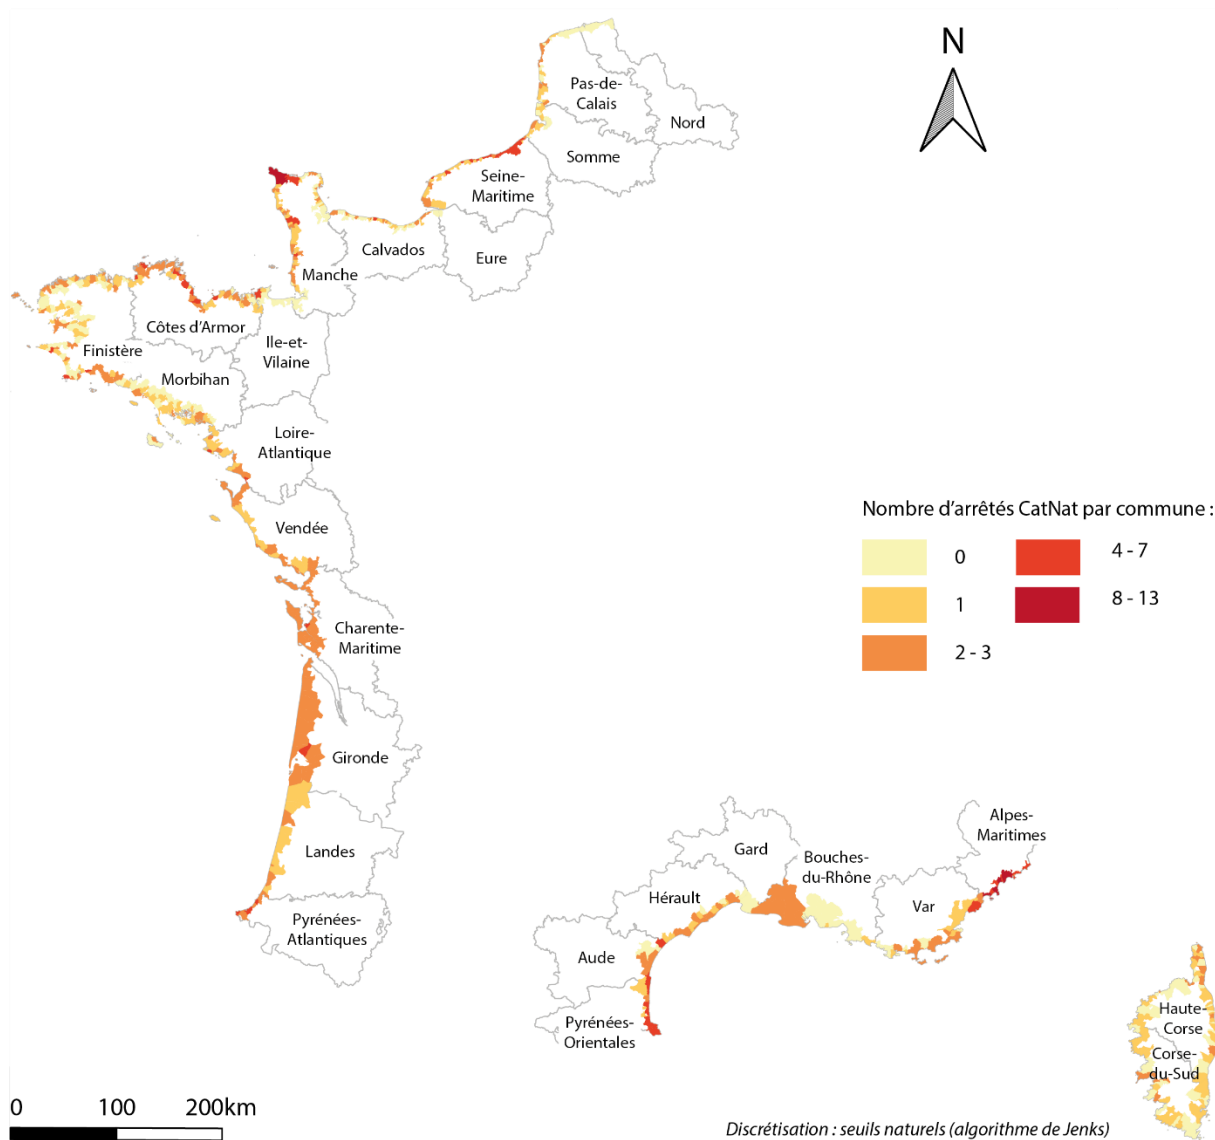 N
Pas-de-
Calais
Nord
Somme
Seine-
Maritime
Eure
Calvados
Manche
Côtes d'Armor
Ile-et-
Vilaine
Finistère
Morbihan
Loire-
Atlantique
Vendée
Charente-
Maritime
Gironde
Landes
Pyrénées-
Atlantiques
Nombre d'arrêtés CatNat par commune :
0
1
2 - 3
4 - 7
8 - 13
Alpes-
Maritimes
Gard
Bouches-
du-Rhône
Hérault
Var
Aude
Pyrénées-
Orientales
Haute-
Corse
Corse-
du-Sud
0 100 200km
Discrétisation : seuils naturels (algorithme de Jenks)